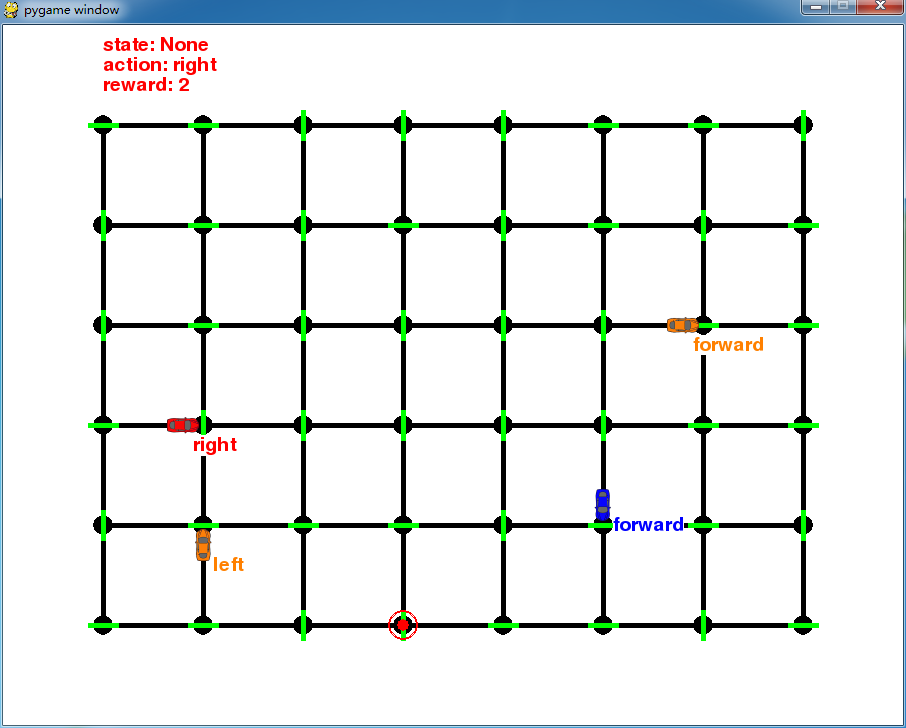 pygame window
state: None
action: right
reward: 2
forward
right
forward
left